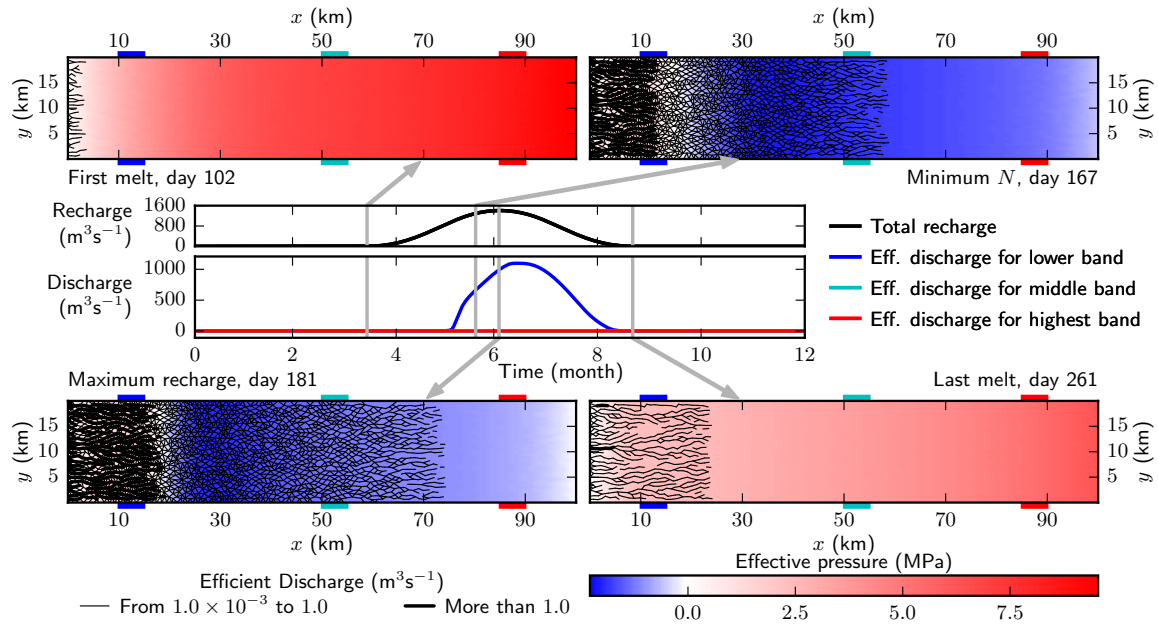 x (km)
x (km)
10 30 50 70 90
10 30 50 70 90
y (km)
15
10
5
15
10
5
y (km)
First melt, day 102
Minimum N, day 167
Recharge
(m³s⁻¹)
1600
800
0
Discharge
(m³s⁻¹)
1000
500
0
0 2 4 6 8 10 12
Time (month)
Total recharge
Eff. discharge for lower band
Eff. discharge for middle band
Eff. discharge for highest band
Maximum recharge, day 181
Last melt, day 261
y (km)
15
10
5
15
10
5
y (km)
10 30 50 70 90
10 30 50 70 90
x (km)
x (km)
Efficient Discharge (m³s⁻¹)
From 1.0 × 10⁻³ to 1.0
More than 1.0
Effective pressure (MPa)
0.0 2.5 5.0 7.5